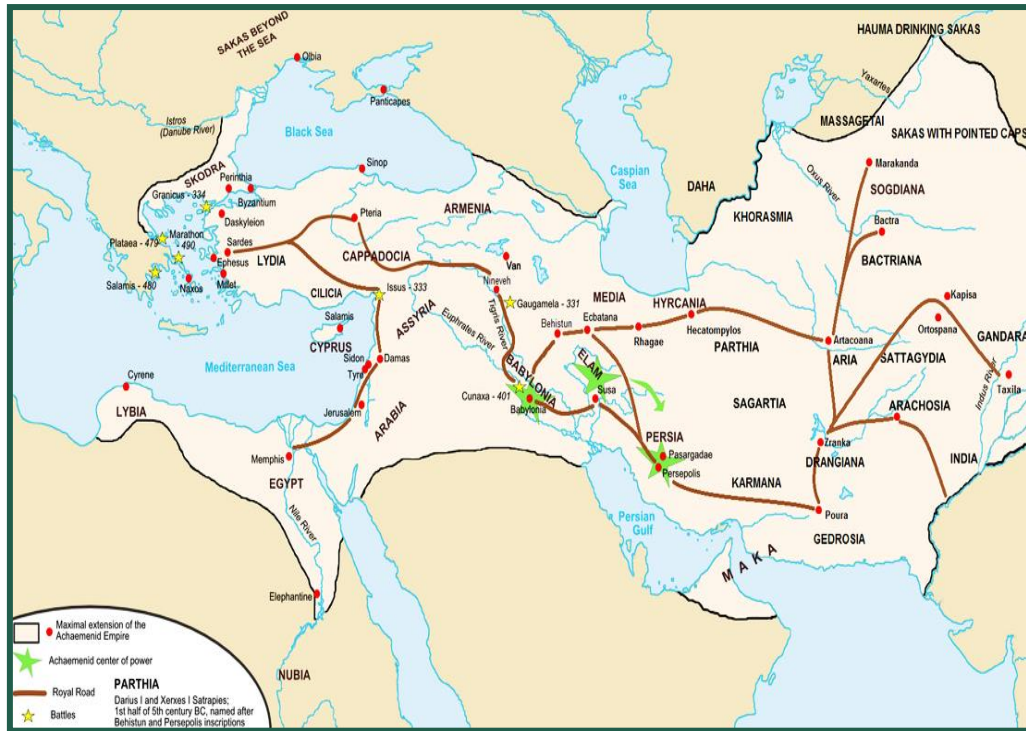 HAUMA DRINKING SAKAS
SAKAS BEYOND
THE SEA
Olbia
Yaxartes
Panticapes
MASSAGETAI
SAKAS WITH POINTED CAPS
Istros
(Danube River)
Black Sea
Caspian
Sea
Oxus River
Marakanda
SKODRA
Sinop
DAHA
SOGDIANA
Perinthia
Granicus - 334
Byzantium
ARMENIA
KHORASMIA
Daskyleion
Pteria
Bactra
Marathon
- 490
Plataea - 479
Sardes
BACTRIANA
Ephesus
LYDIA
CAPPADOCIA
Van
Salamis - 480
Naxos
Millet
Nineveh
CILICIA
Issus - 333
MEDIA
HYRCANIA
Kapisa
Gaugamela - 331
ASSYRIA
Tigris River
Ortospana
Salamis
Euphrates River
Behistun
Ecbatana
Rhagae
Hecatompylos
GANDARA
CYPRUS
PARTHIA
Artacoana
ARIA
SATTAGYDIA
Mediterranean Sea
Sidon
Damas
Tyre
BABYLONIA
ELAM
Indus River
Taxila
Cyrene
Cunaxa - 401
Susa
Babylonia
SAGARTIA
ARACHOSIA
LYBIA
Jerusalem
ARABIA
PERSIA
Zranka
Memphis
Pasargadae
DRANGIANA
INDIA
EGYPT
Persepolis
KARMANA
Nile River
Persian
Gulf
Poura
GEDROSIA
MAKA
Elephantine
Maximal extension of the
Achaemenid Empire
Achaemenid center of power
NUBIA
Royal Road
PARTHIA
Darius I and Xerxes I Satrapies;
1st half of 5th century BC, named after
Behistun and Persepolis inscriptions
Battles